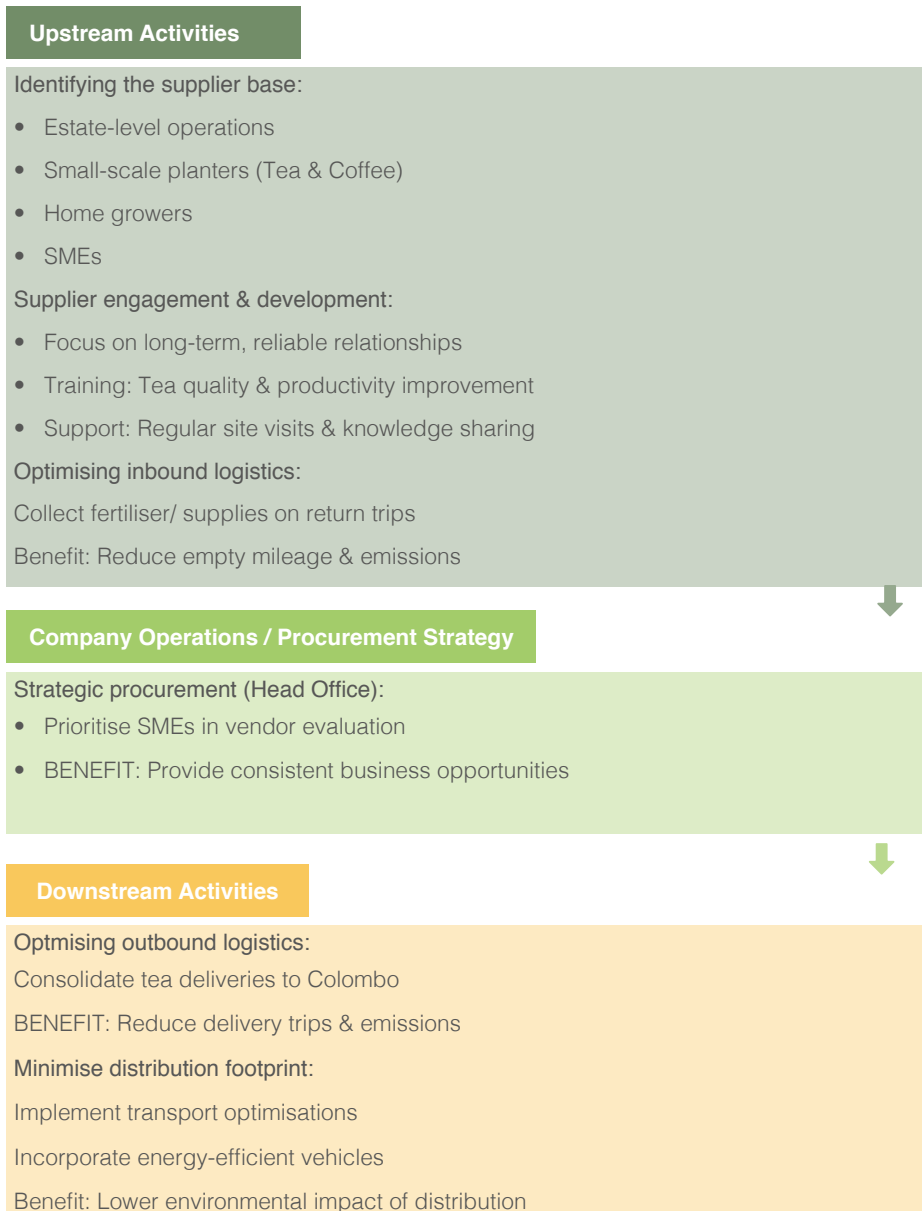 Upstream Activities
Identifying the supplier base:
• Estate-level operations
• Small-scale planters (Tea & Coffee)
• Home growers
• SMEs
Supplier engagement & development:
• Focus on long-term, reliable relationships
• Training: Tea quality & productivity improvement
• Support: Regular site visits & knowledge sharing
Optimising inbound logistics:
Collect fertiliser/ supplies on return trips
Benefit: Reduce empty mileage & emissions
Company Operations / Procurement Strategy
Strategic procurement (Head Office):
• Prioritise SMEs in vendor evaluation
• BENEFIT: Provide consistent business opportunities
Downstream Activities
Optmising outbound logistics:
Consolidate tea deliveries to Colombo
BENEFIT: Reduce delivery trips & emissions
Minimise distribution footprint:
Implement transport optimisations
Incorporate energy-efficient vehicles
Benefit: Lower environmental impact of distribution